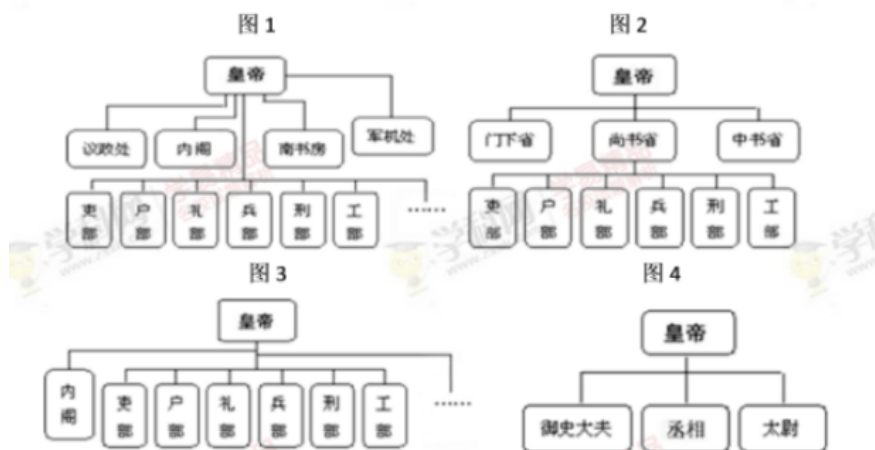 图 1
图 2
皇帝
皇帝
议政处
内阁
南书房
军机处
门下省
尚书省
中书省
吏部
户部
礼部
兵部
刑部
工部
……
吏部
户部
礼部
兵部
刑部
工部
图 3
图 4
皇帝
皇帝
内阁
吏部
户部
礼部
兵部
刑部
工部
……
御史大夫
丞相
太尉